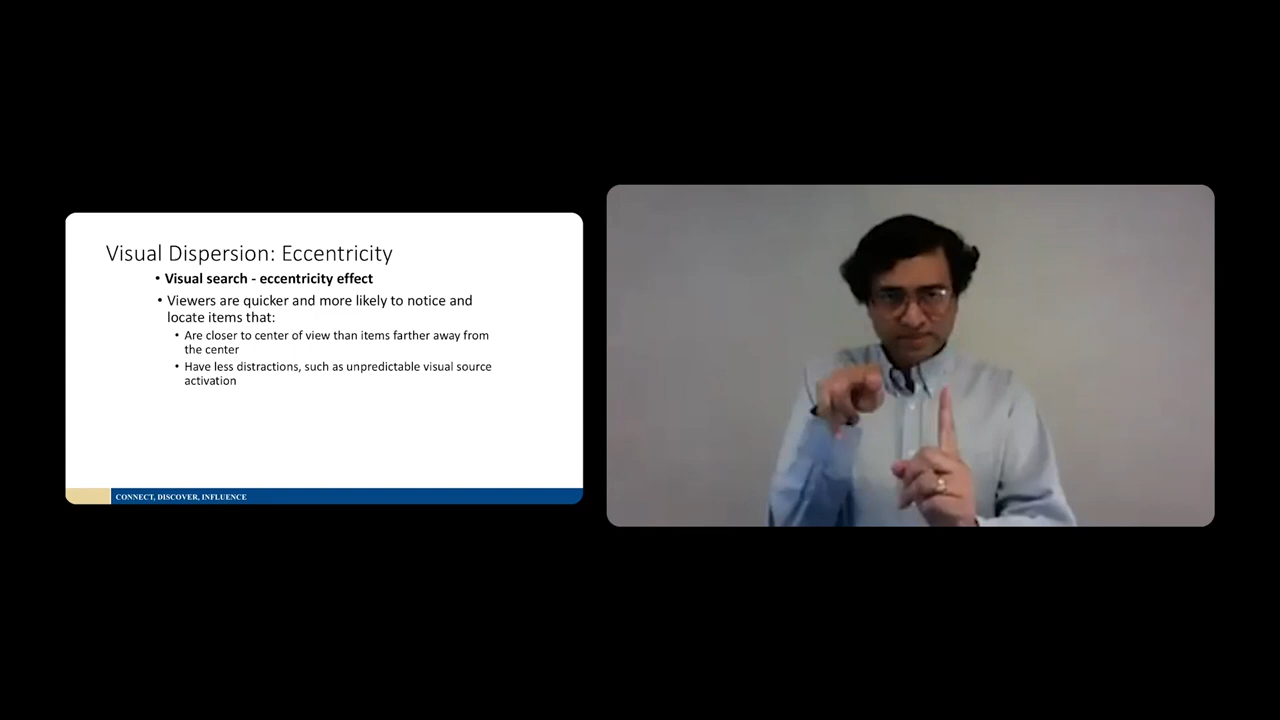 Visual Dispersion: Eccentricity
• Visual search - eccentricity effect
• Viewers are quicker and more likely to notice and
locate items that:
• Are closer to center of view than items farther away from
the center
• Have less distractions, such as unpredictable visual source
activation
CONNECT, DISCOVER, INFLUENCE